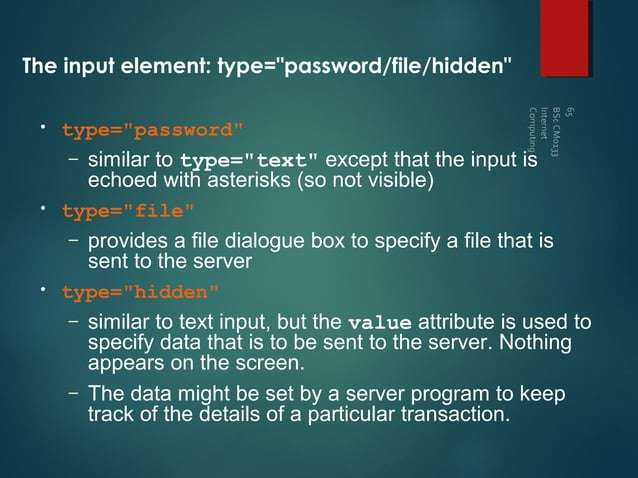 The input element: type="password/file/hidden"
65
BSc CM0133
Internet
Computing
• type="password"
– similar to type="text" except that the input is
echoed with asterisks (so not visible)
• type="file"
– provides a file dialogue box to specify a file that is
sent to the server
• type="hidden"
– similar to text input, but the value attribute is used to
specify data that is to be sent to the server. Nothing
appears on the screen.
– The data might be set by a server program to keep
track of the details of a particular transaction.